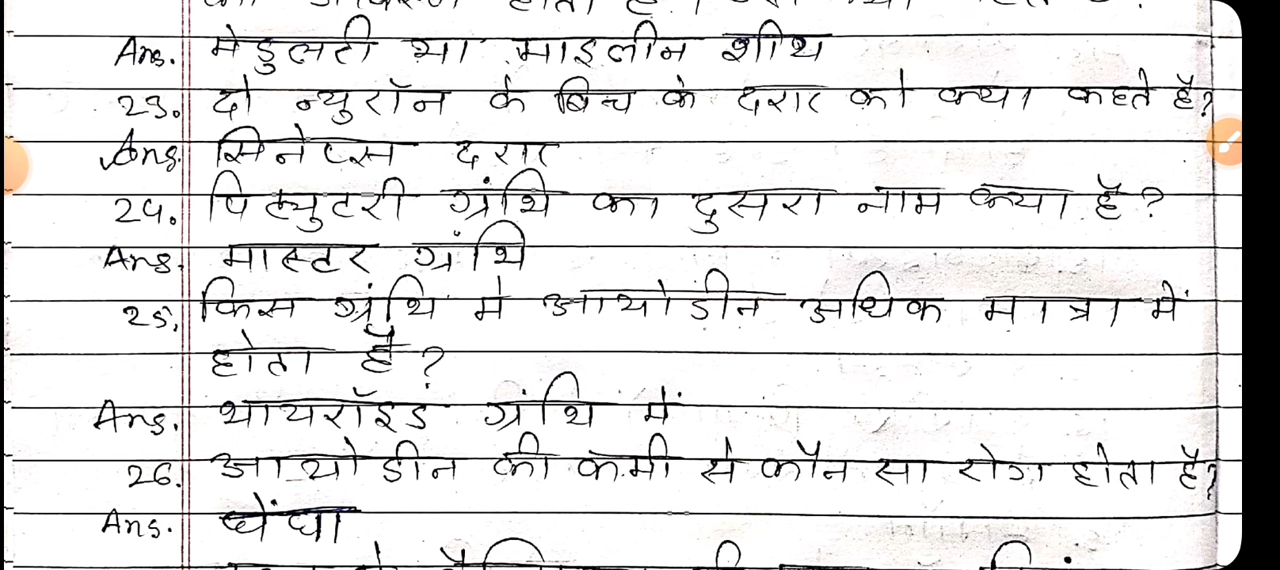 Ans. मेडुलरी या माइलीन शीथ
23. दो न्युरॉन के बिच के दरार को क्या कहते है?
Ans. सिनेप्स दरार
24. पिट्युटरी ग्रंथि का दुसरा नाम क्या है?
Ans. मास्टर ग्रंथि
25. किस ग्रंथि मे आयोडीन अधिक मात्रा में
होता है?
Ans. थायरॉइड ग्रंथि में
26. आयोडीन की कमी से कौन सा रोग होता है?
Ans. घेंघा